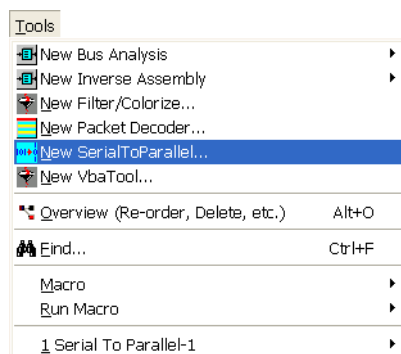 Tools
New Bus Analysis
New Inverse Assembly
New Filter/Colorize...
New Packet Decoder...
New SerialToParallel...
New VbaTool...
Overview (Re-order, Delete, etc.) Alt+O
Find... Ctrl+F
Macro
Run Macro
1 Serial To Parallel-1